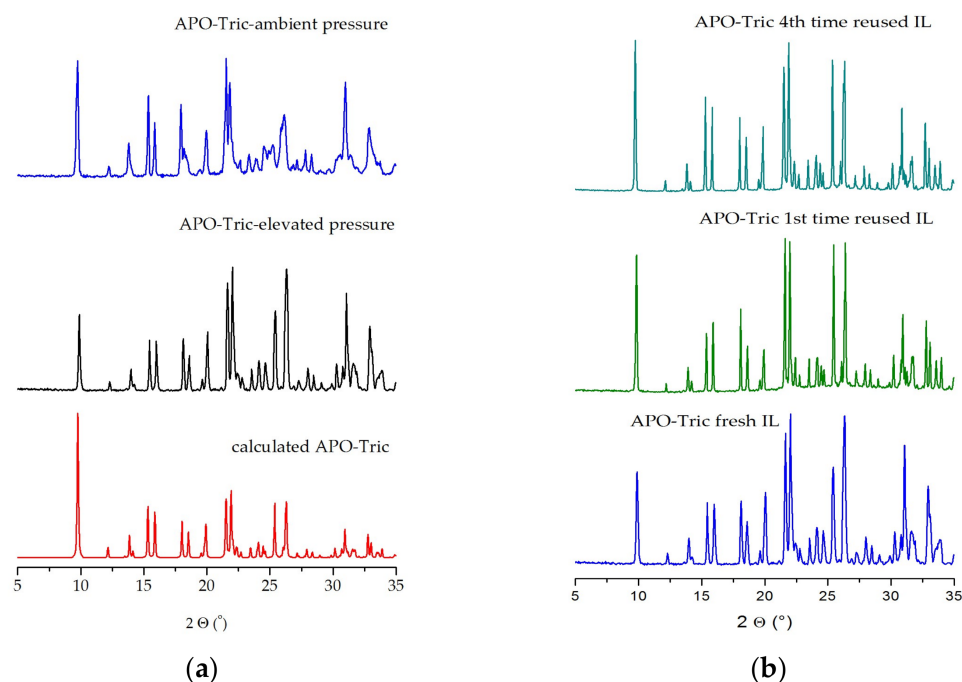 APO-Tric-ambient pressure
APO-Tric-elevated pressure
calculated APO-Tric
5 10 15 20 25 30 35
2 Θ (°)
(a)
APO-Tric 4th time reused IL
APO-Tric 1st time reused IL
APO-Tric fresh IL
5 10 15 20 25 30 35
2 Θ (°)
(b)